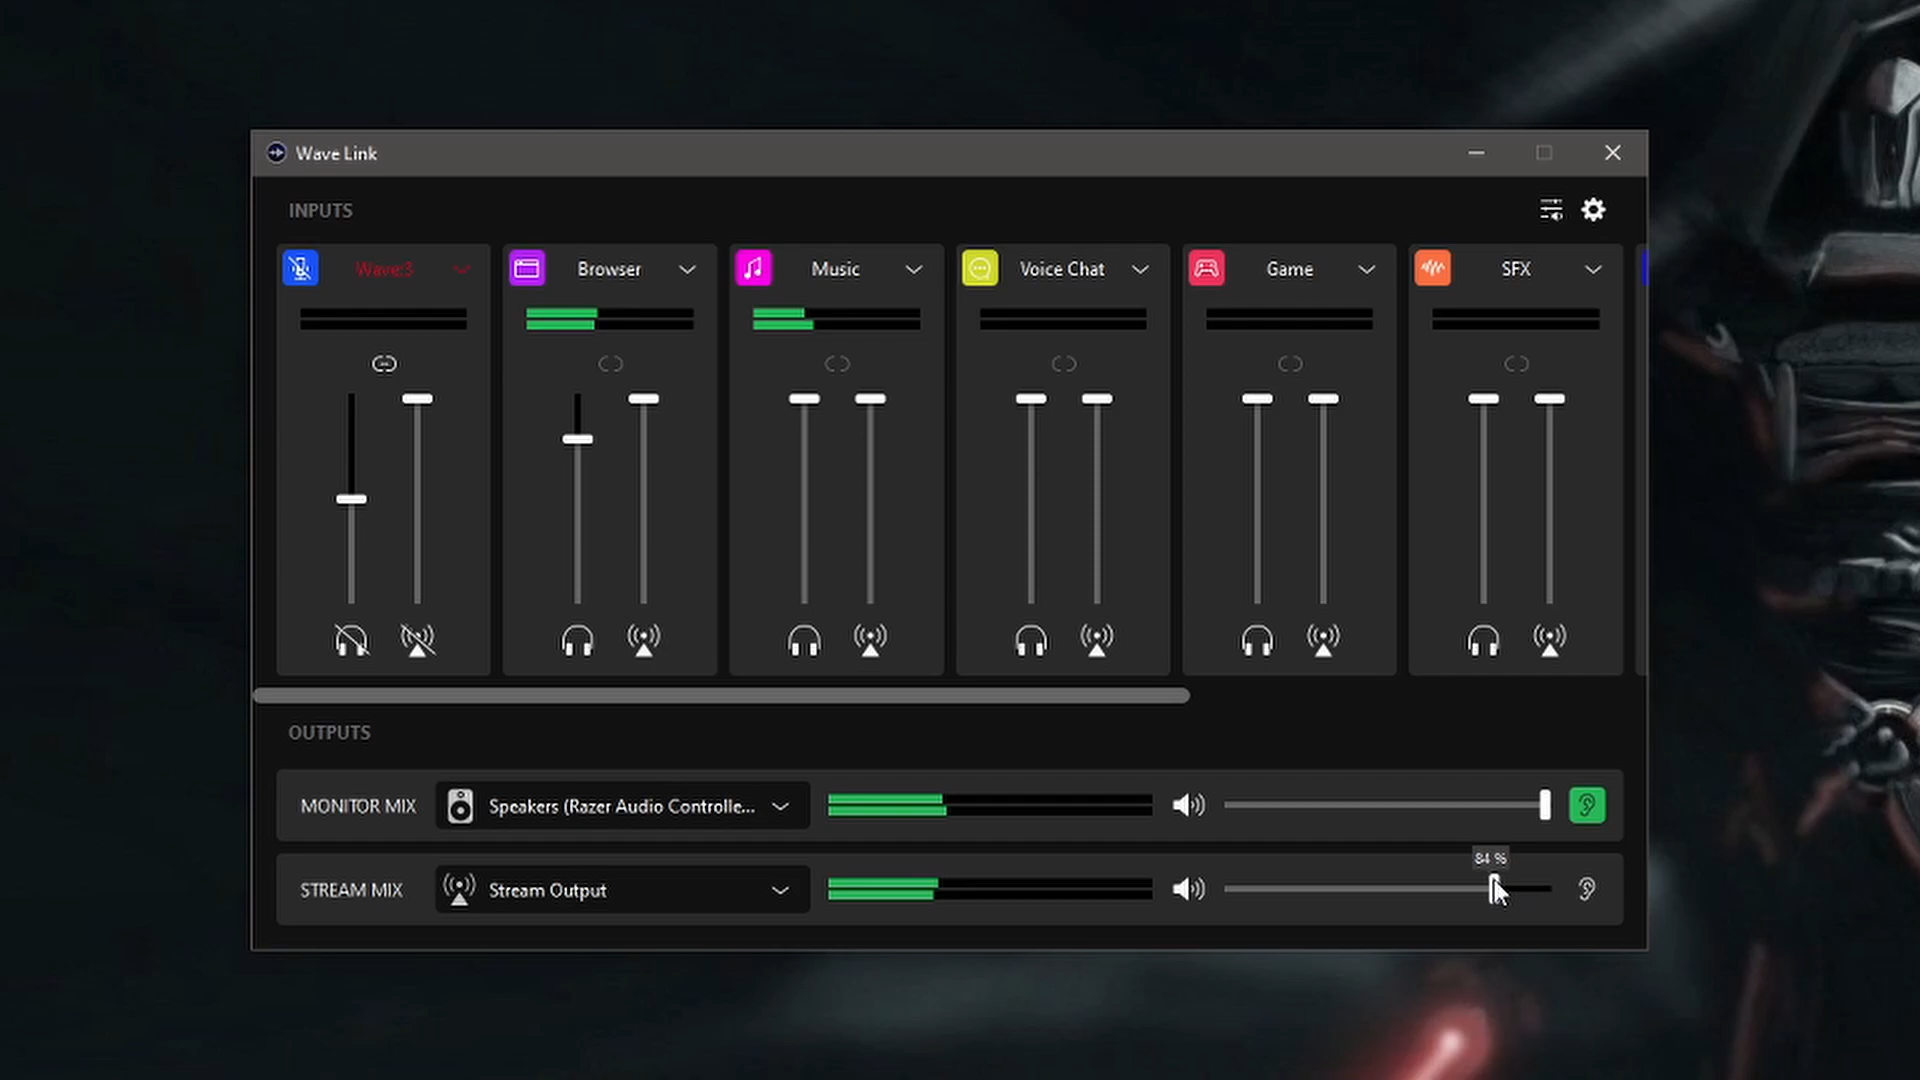 Wave Link
INPUTS
Wave:3
Browser
Music
Voice Chat
Game
SFX
OUTPUTS
MONITOR MIX
Speakers (Razer Audio Controlle...
84 %
STREAM MIX
Stream Output